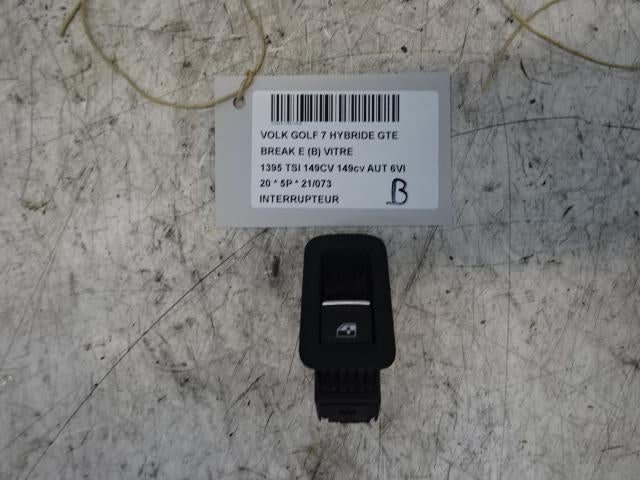 VOLK GOLF 7 HYBRIDE GTE
BREAK E (B) VITRE
1395 TSI 149CV 149cv AUT 6VI
20 * 5P * 21/073
INTERRUPTEUR
B